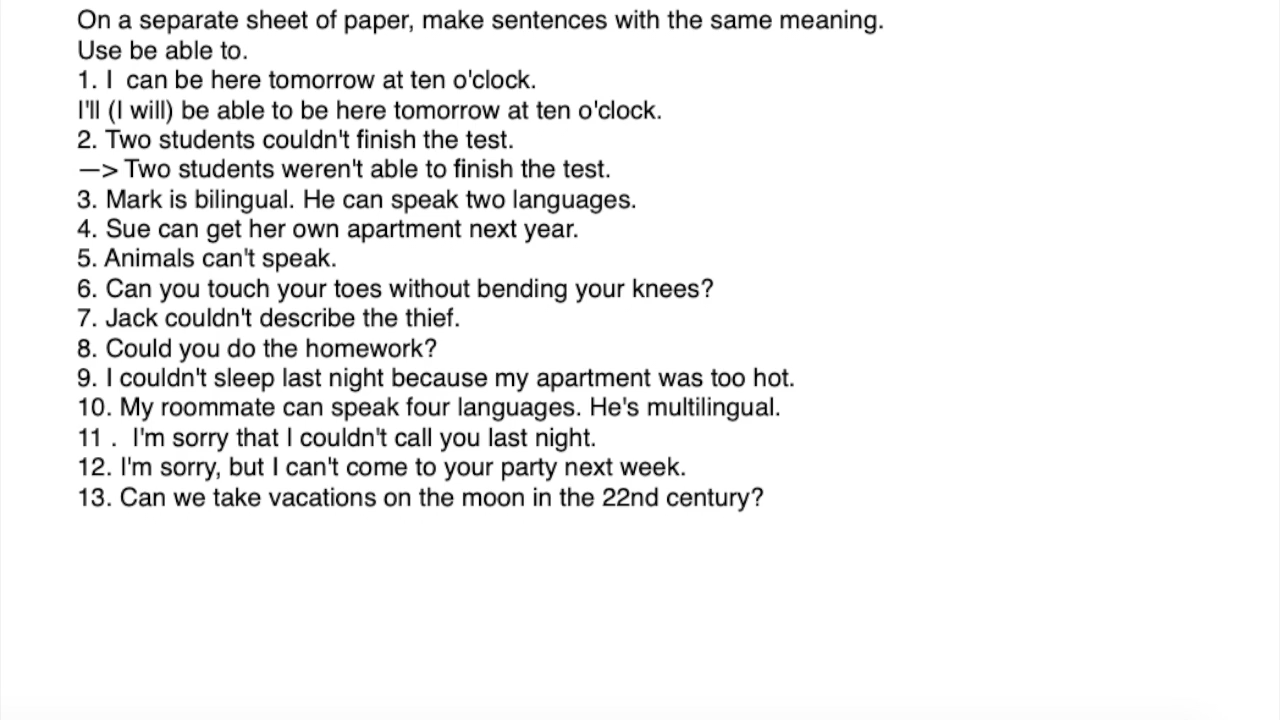 On a separate sheet of paper, make sentences with the same meaning.
Use be able to.
1. I  can be here tomorrow at ten o'clock.
I'll (I will) be able to be here tomorrow at ten o'clock.
2. Two students couldn't finish the test.
—> Two students weren't able to finish the test.
3. Mark is bilingual. He can speak two languages.
4. Sue can get her own apartment next year.
5. Animals can't speak.
6. Can you touch your toes without bending your knees?
7. Jack couldn't describe the thief.
8. Could you do the homework?
9. I couldn't sleep last night because my apartment was too hot.
10. My roommate can speak four languages. He's multilingual.
11 .  I'm sorry that I couldn't call you last night.
12. I'm sorry, but I can't come to your party next week.
13. Can we take vacations on the moon in the 22nd century?